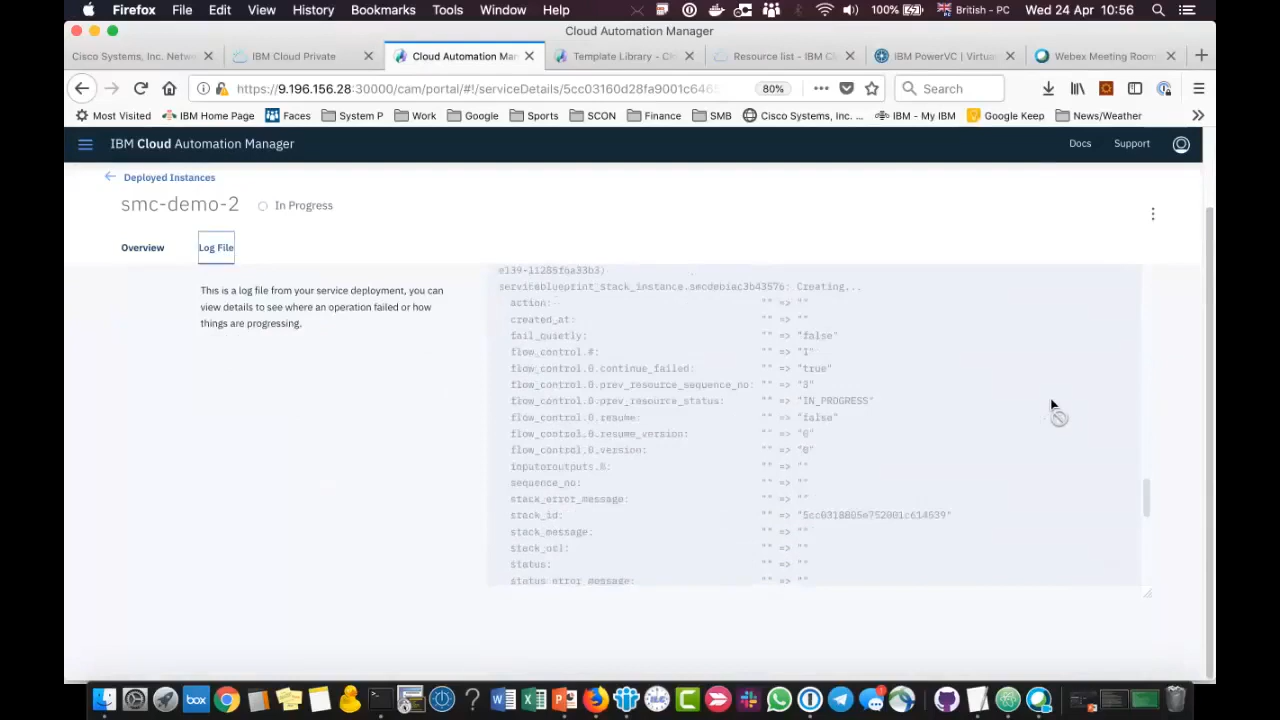 Firefox File Edit View History Bookmarks Tools Window Help 100% British - PC Wed 24 Apr 10:56
Cloud Automation Manager
Cisco Systems, Inc. Netw IBM Cloud Private Cloud Automation Mar Template Library - C Resource list - IBM C IBM PowerVC | Virtua Webex Meeting Room
https://9.196.156.28:30000/cam/portal/#!/serviceDetails/5cc03160d28fa9001c646 80% Search
Most Visited IBM Home Page Faces System P Work Google Sports SCON Finance SMB Cisco Systems, Inc. ... IBM - My IBM Google Keep News/Weather
IBM Cloud Automation Manager Docs Support
Deployed Instances
smc-demo-2 In Progress
Overview Log File
This is a log file from your service deployment, you can
view details to see where an operation failed or how
things are progressing.
Creating...
action: "" => ""
created_at: "" => ""
fail_quetly: "" => "false"
flow_control.#: "" => "1"
flow_control.0.continue_failed: "" => "true"
flow_control.0.prev_resource_sequence_no: "" => "3"
flow_control.0.prev_resource_status: "" => "IN_PROGRESS"
flow_control.0.resume: "" => "false"
flow_control.0.resume_version: "" => "0"
flow_control.0.version: "" => "0"
inputoroutputs.%: "" => ""
sequence_no: "" => ""
stack_error_message: "" => ""
stack_id: "" =>
stack_message: "" => ""
stack_url: "" => ""
status: "" => ""
status_error_message: "" => ""
box